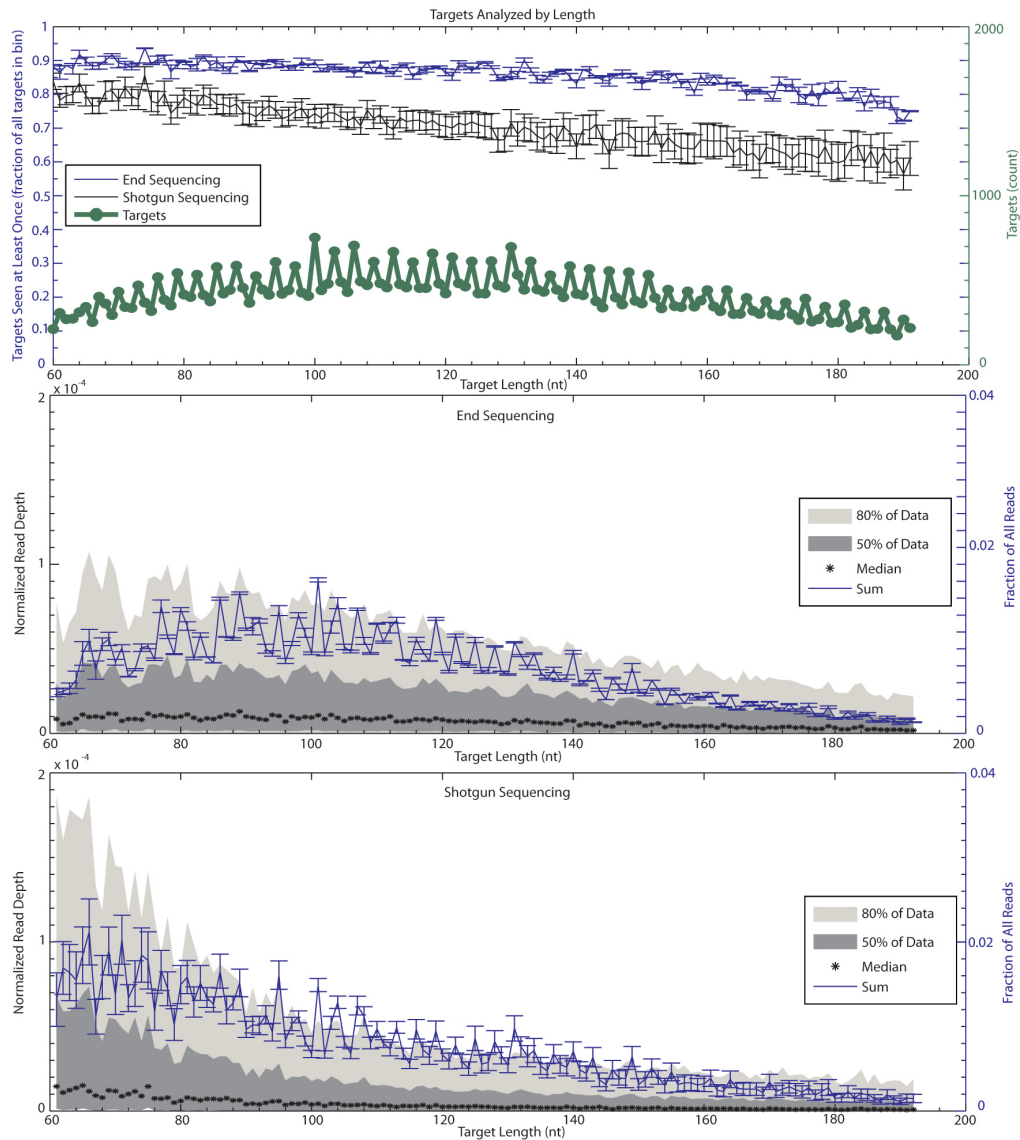 Targets Analyzed by Length
Targets Seen at Least Once (fraction of all targets in bin)
1
0.9
0.8
0.7
0.6
0.5
0.4
0.3
0.2
0.1
0
2000
1000
0
Targets (count)
End Sequencing
Shotgun Sequencing
Targets
60 80 100 120 140 160 180 200
Target Length (nt)
x 10-4
End Sequencing
2
1
0
Normalized Read Depth
0.04
0.02
0
Fraction of All Reads
80% of Data
50% of Data
* Median
Sum
60 80 100 120 140 160 180 200
Target Length (nt)
x 10-4
Shotgun Sequencing
2
1
0
Normalized Read Depth
0.04
0.02
0
Fraction of All Reads
80% of Data
50% of Data
* Median
Sum
60 80 100 120 140 160 180 200
Target Length (nt)